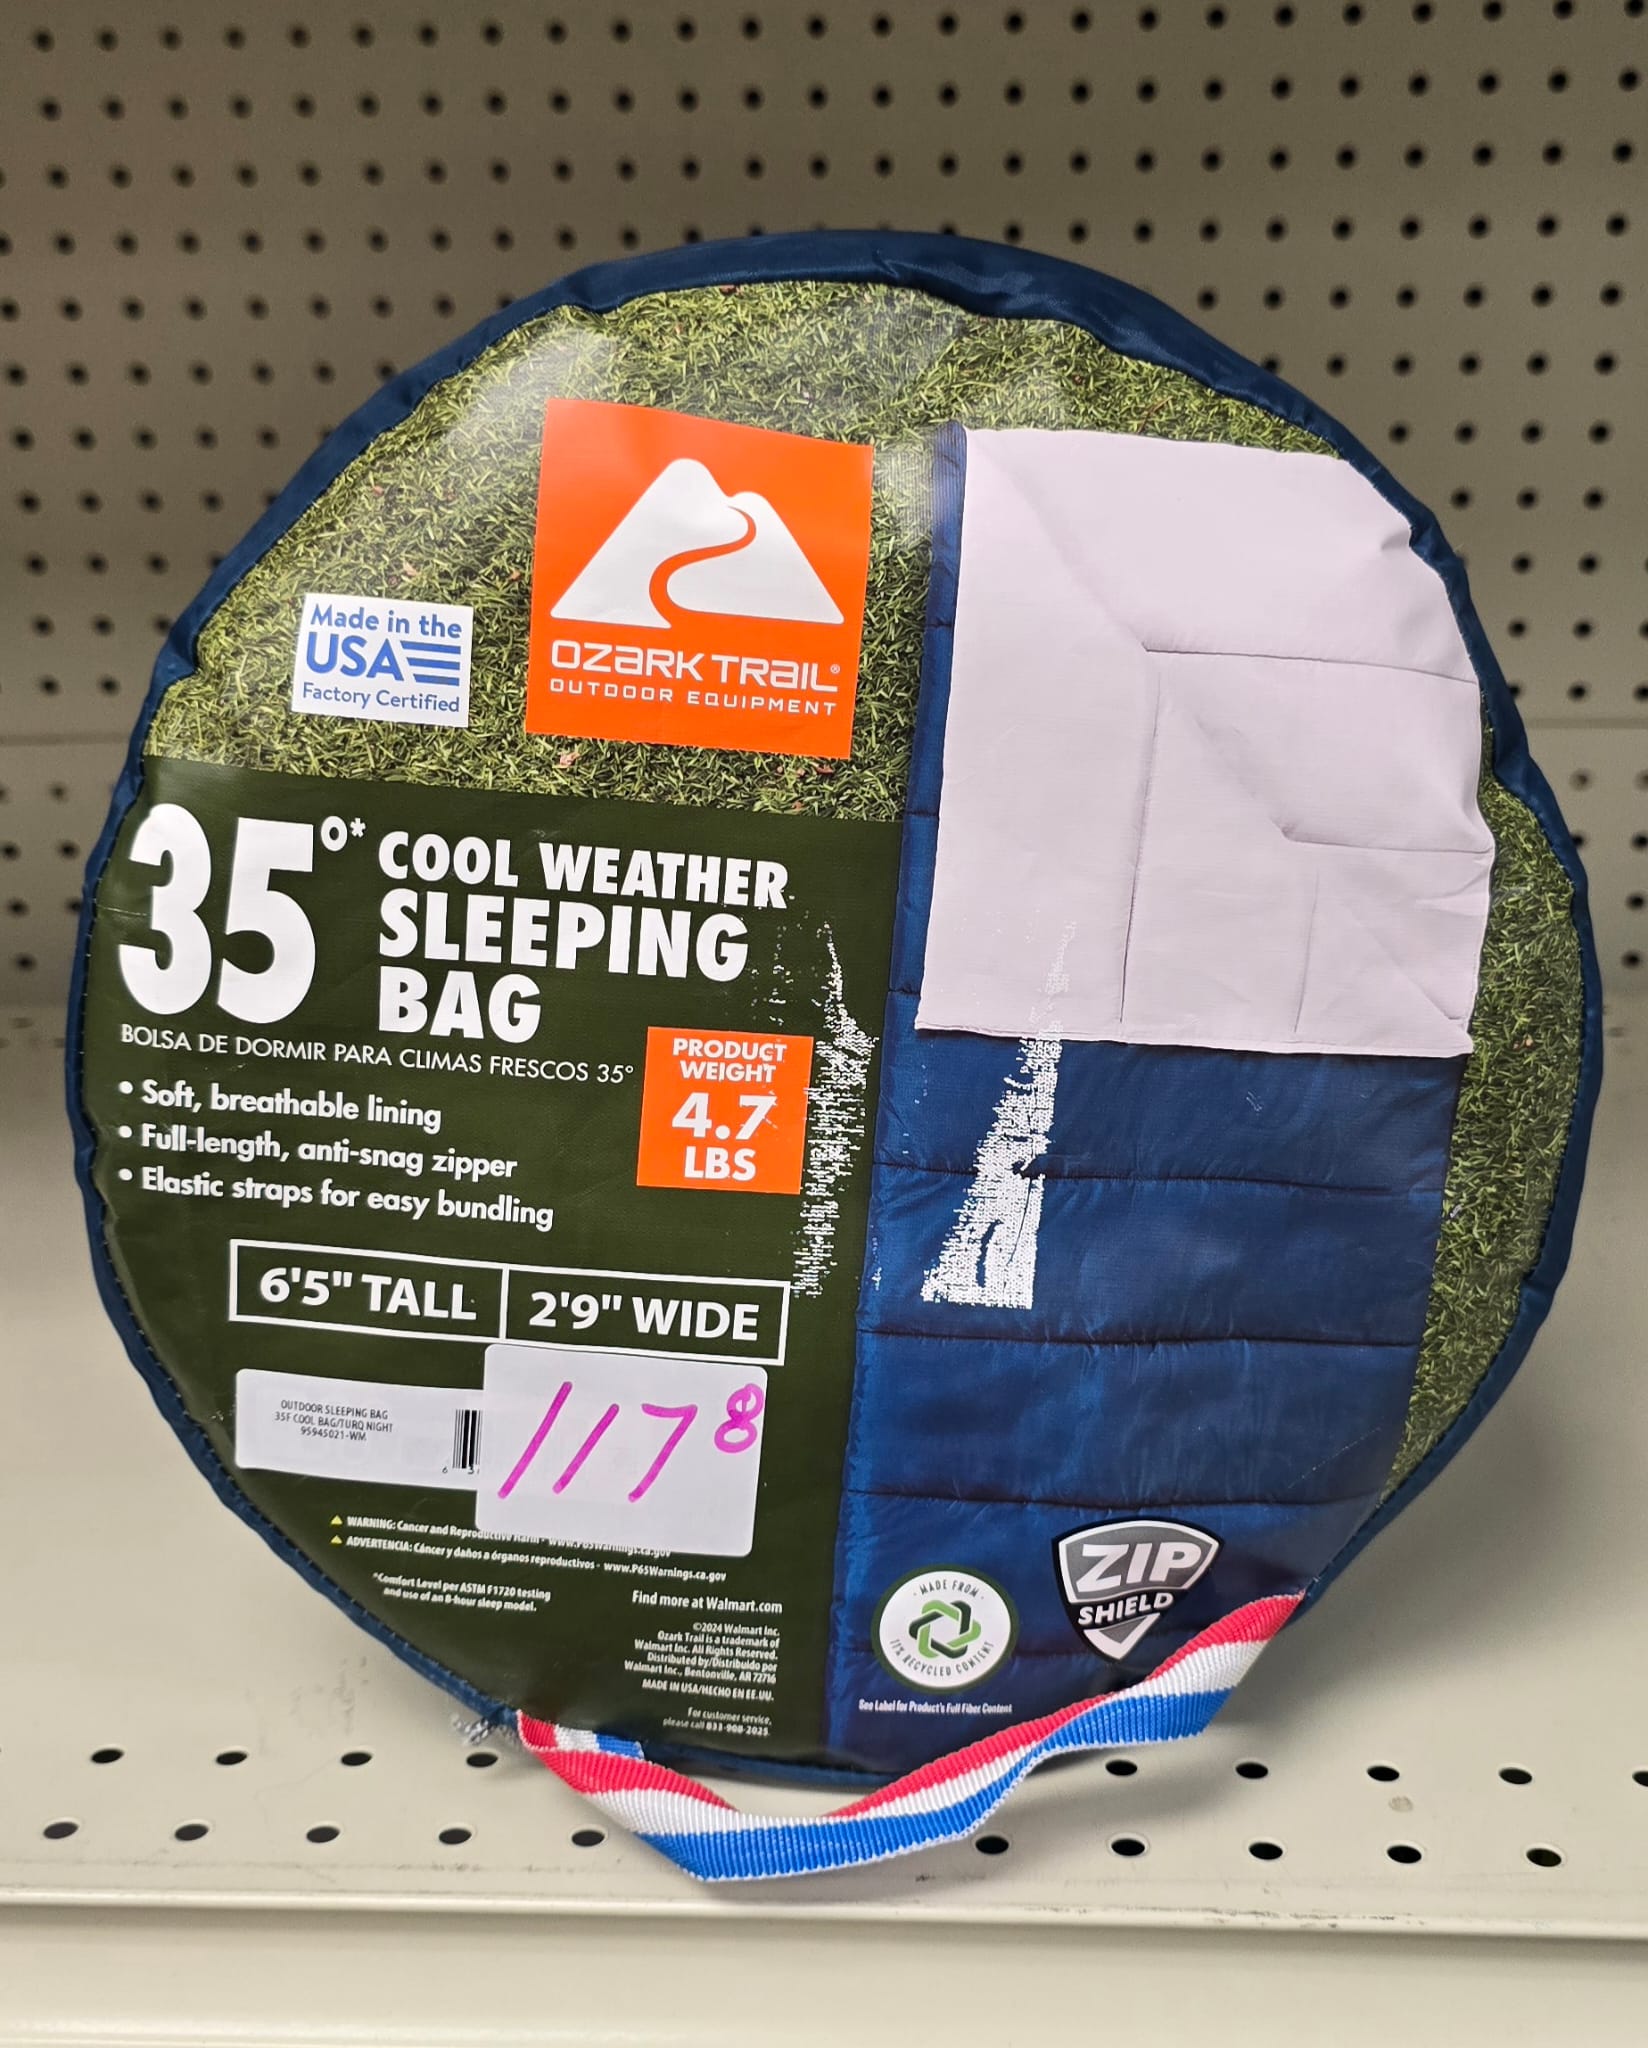 Made in the
USA
Factory Certified
OZARK TRAIL®
OUTDOOR EQUIPMENT
35°* COOL WEATHER
SLEEPING
BAG
BOLSA DE DORMIR PARA CLIMAS FRESCOS 35°
• Soft, breathable lining
• Full-length, anti-snag zipper
• Elastic straps for easy bundling
PRODUCT
WEIGHT
4.7
LBS
6'5" TALL
2'9" WIDE
OUTDOOR SLEEPING BAG
35F COOL BAG/TURQ NIGHT
95945021-WM
1178
WARNING: Cancer and Reproductive Harm - www.P65Warnings.ca.gov
ADVERTENCIA: Cáncer y daños a órganos reproductivos - www.P65Warnings.ca.gov
*Comfort Level per ASTM F1720 testing
and use of an 8-hour sleep model.
Find more at Walmart.com
©2024 Walmart Inc.
Ozark Trail is a trademark of
Walmart Inc. All Rights Reserved.
Distributed by/Distribuido por
Walmart Inc., Bentonville, AR 72716
MADE IN USA/HECHO EN EE.UU.
For customer service,
please call 833-908-2025.
· MADE FROM ·
RECYCLED CONTENT
See Label for Product's Full Fiber Content
ZIP
SHIELD